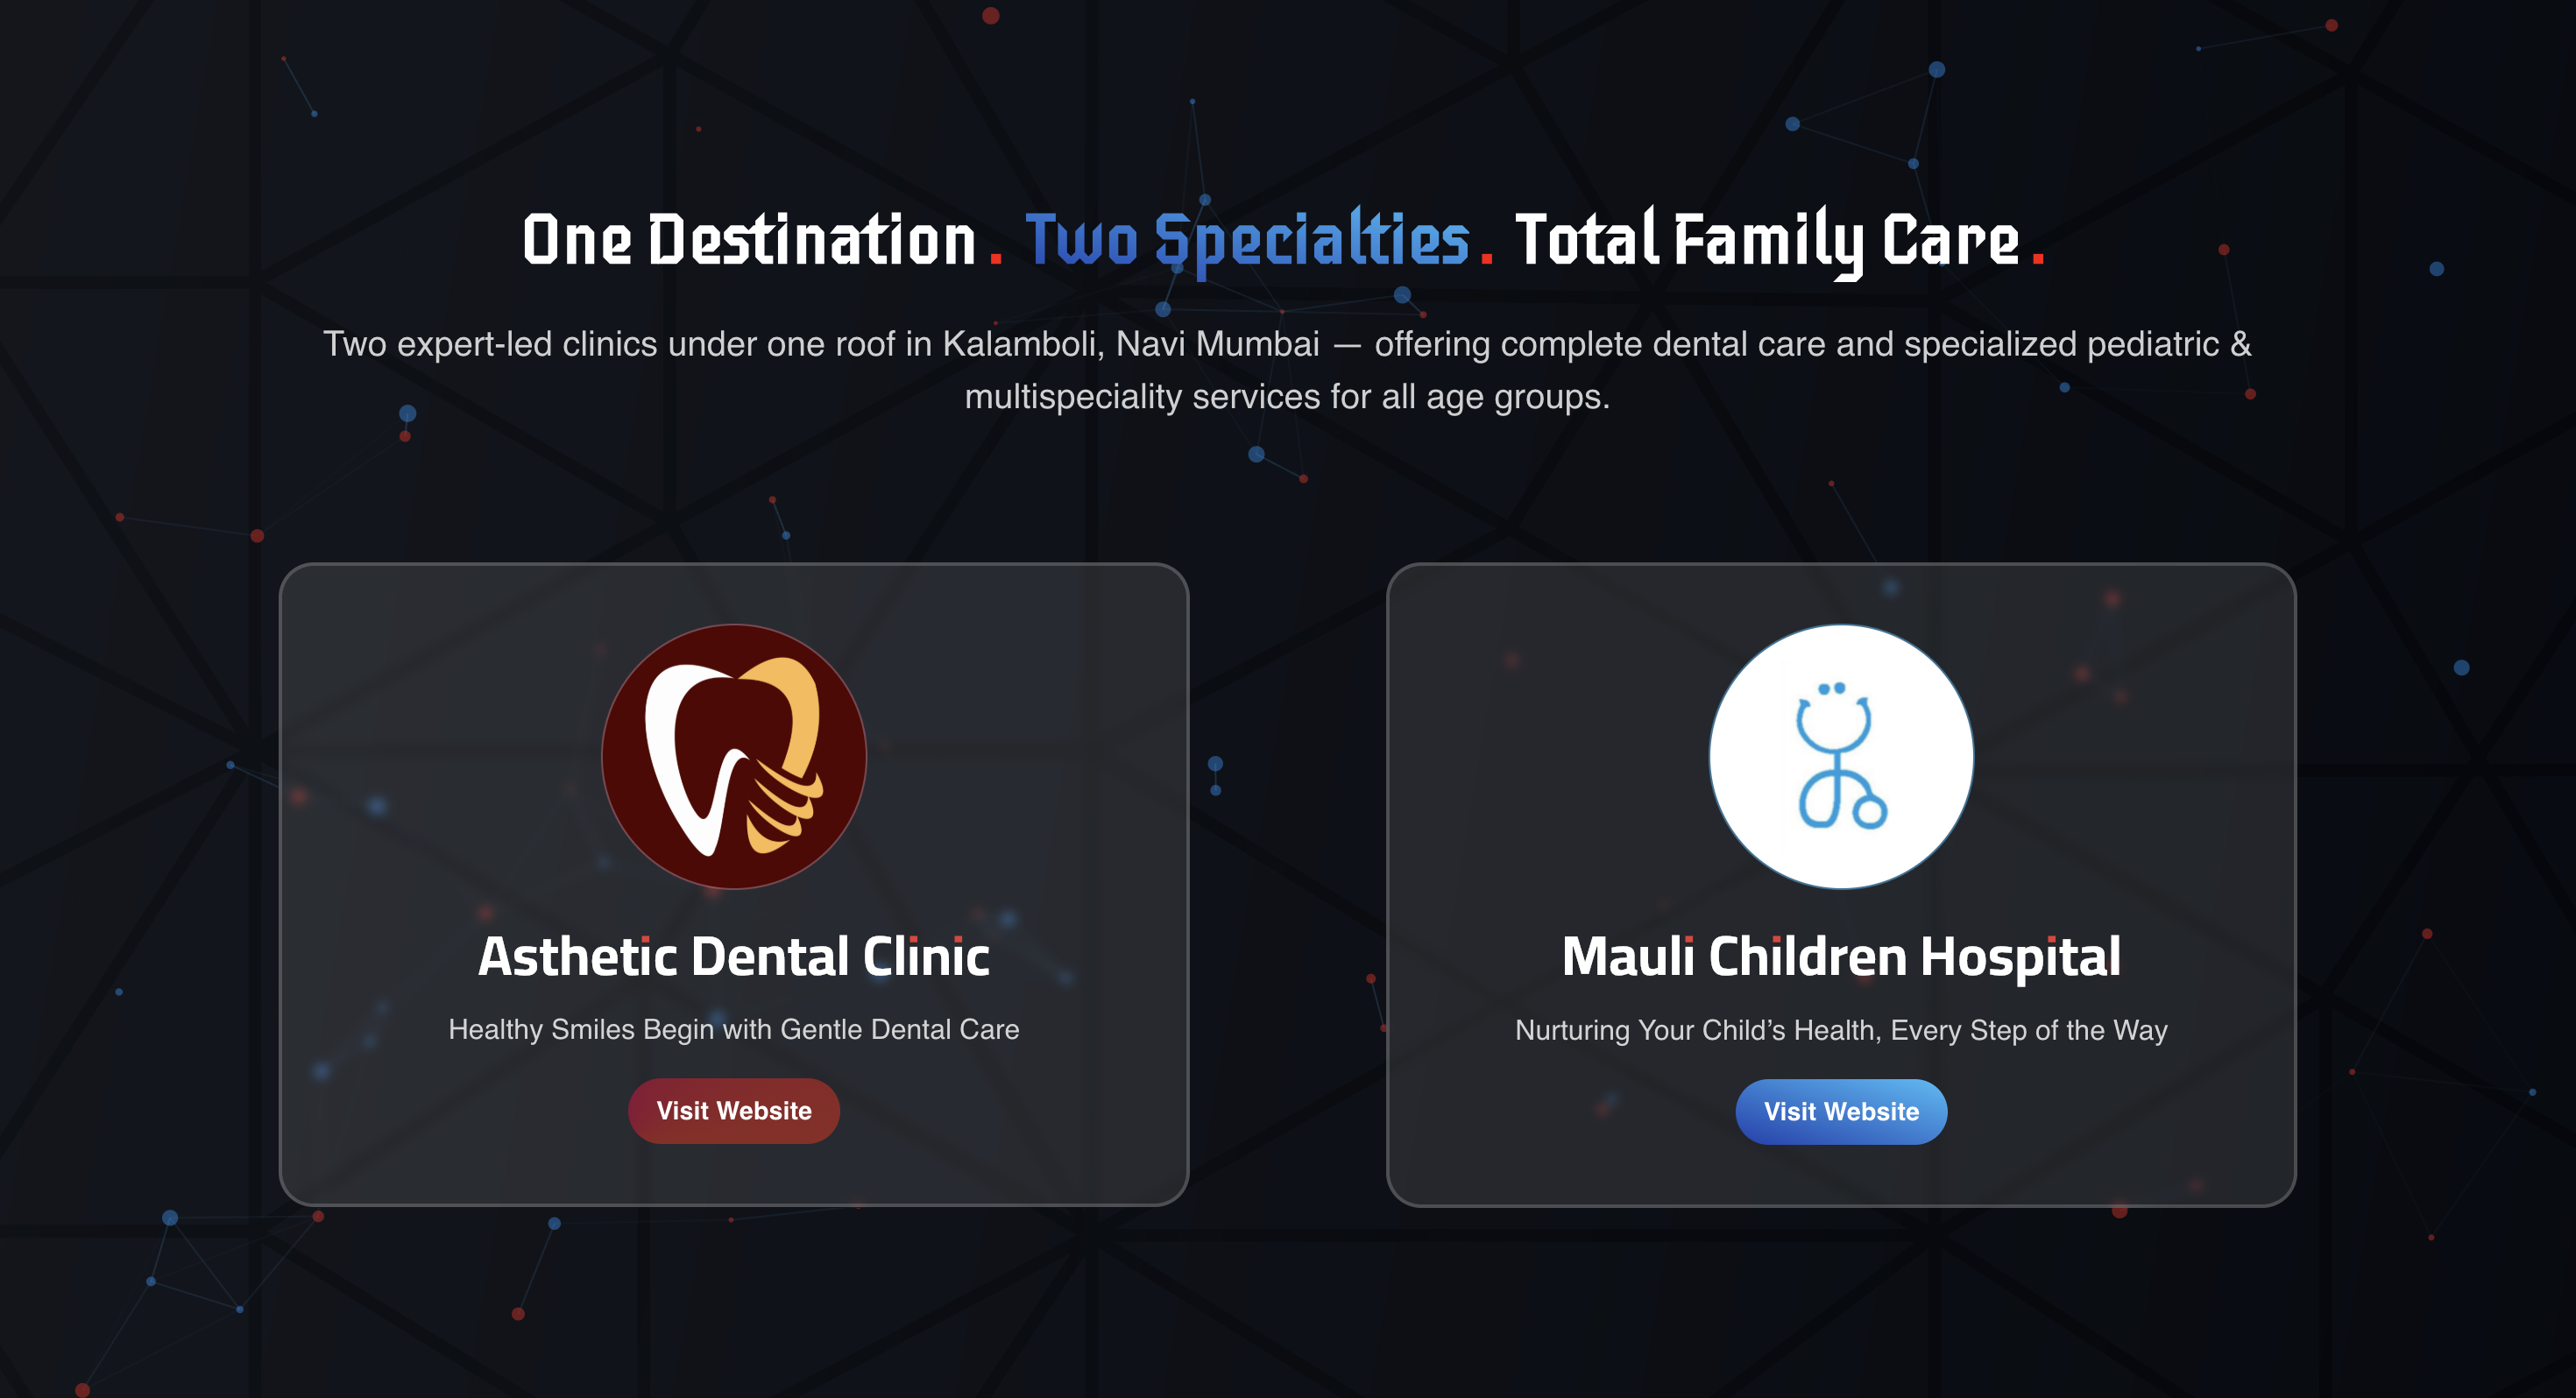 One Destination. Two Specialties. Total Family Care.
Two expert-led clinics under one roof in Kalamboli, Navi Mumbai — offering complete dental care and specialized pediatric &
multispeciality services for all age groups.
Asthetic Dental Clinic
Healthy Smiles Begin with Gentle Dental Care
Visit Website
Mauli Children Hospital
Nurturing Your Child’s Health, Every Step of the Way
Visit Website